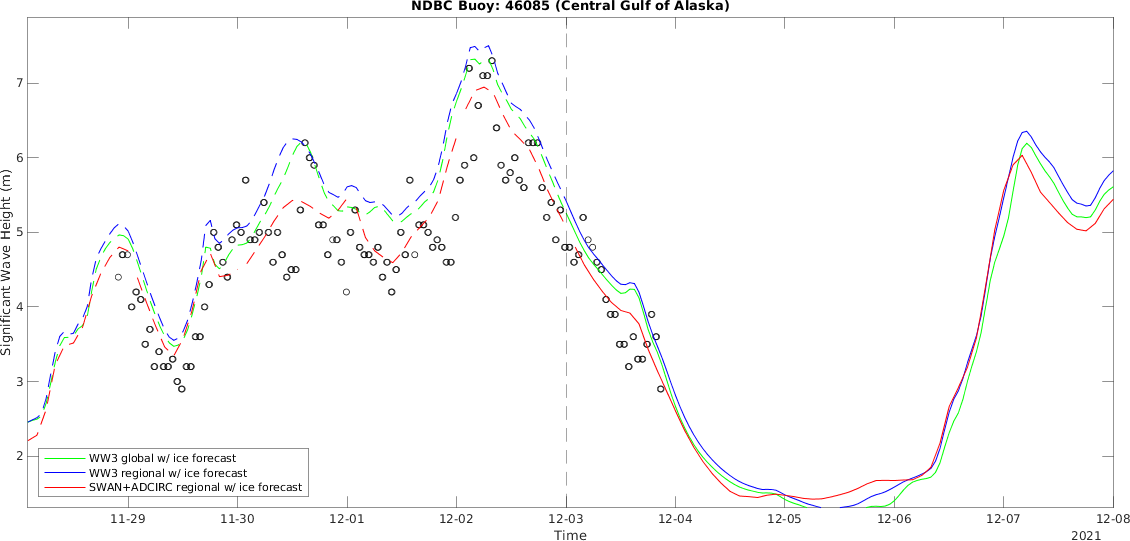 NDBC Buoy: 46085 (Central Gulf of Alaska)
Significant Wave Height (m)
7
6
5
4
3
2
WW3 global w/ ice forecast
WW3 regional w/ ice forecast
SWAN+ADCIRC regional w/ ice forecast
11-29 11-30 12-01 12-02 12-03 12-04 12-05 12-06 12-07 12-08
Time
2021